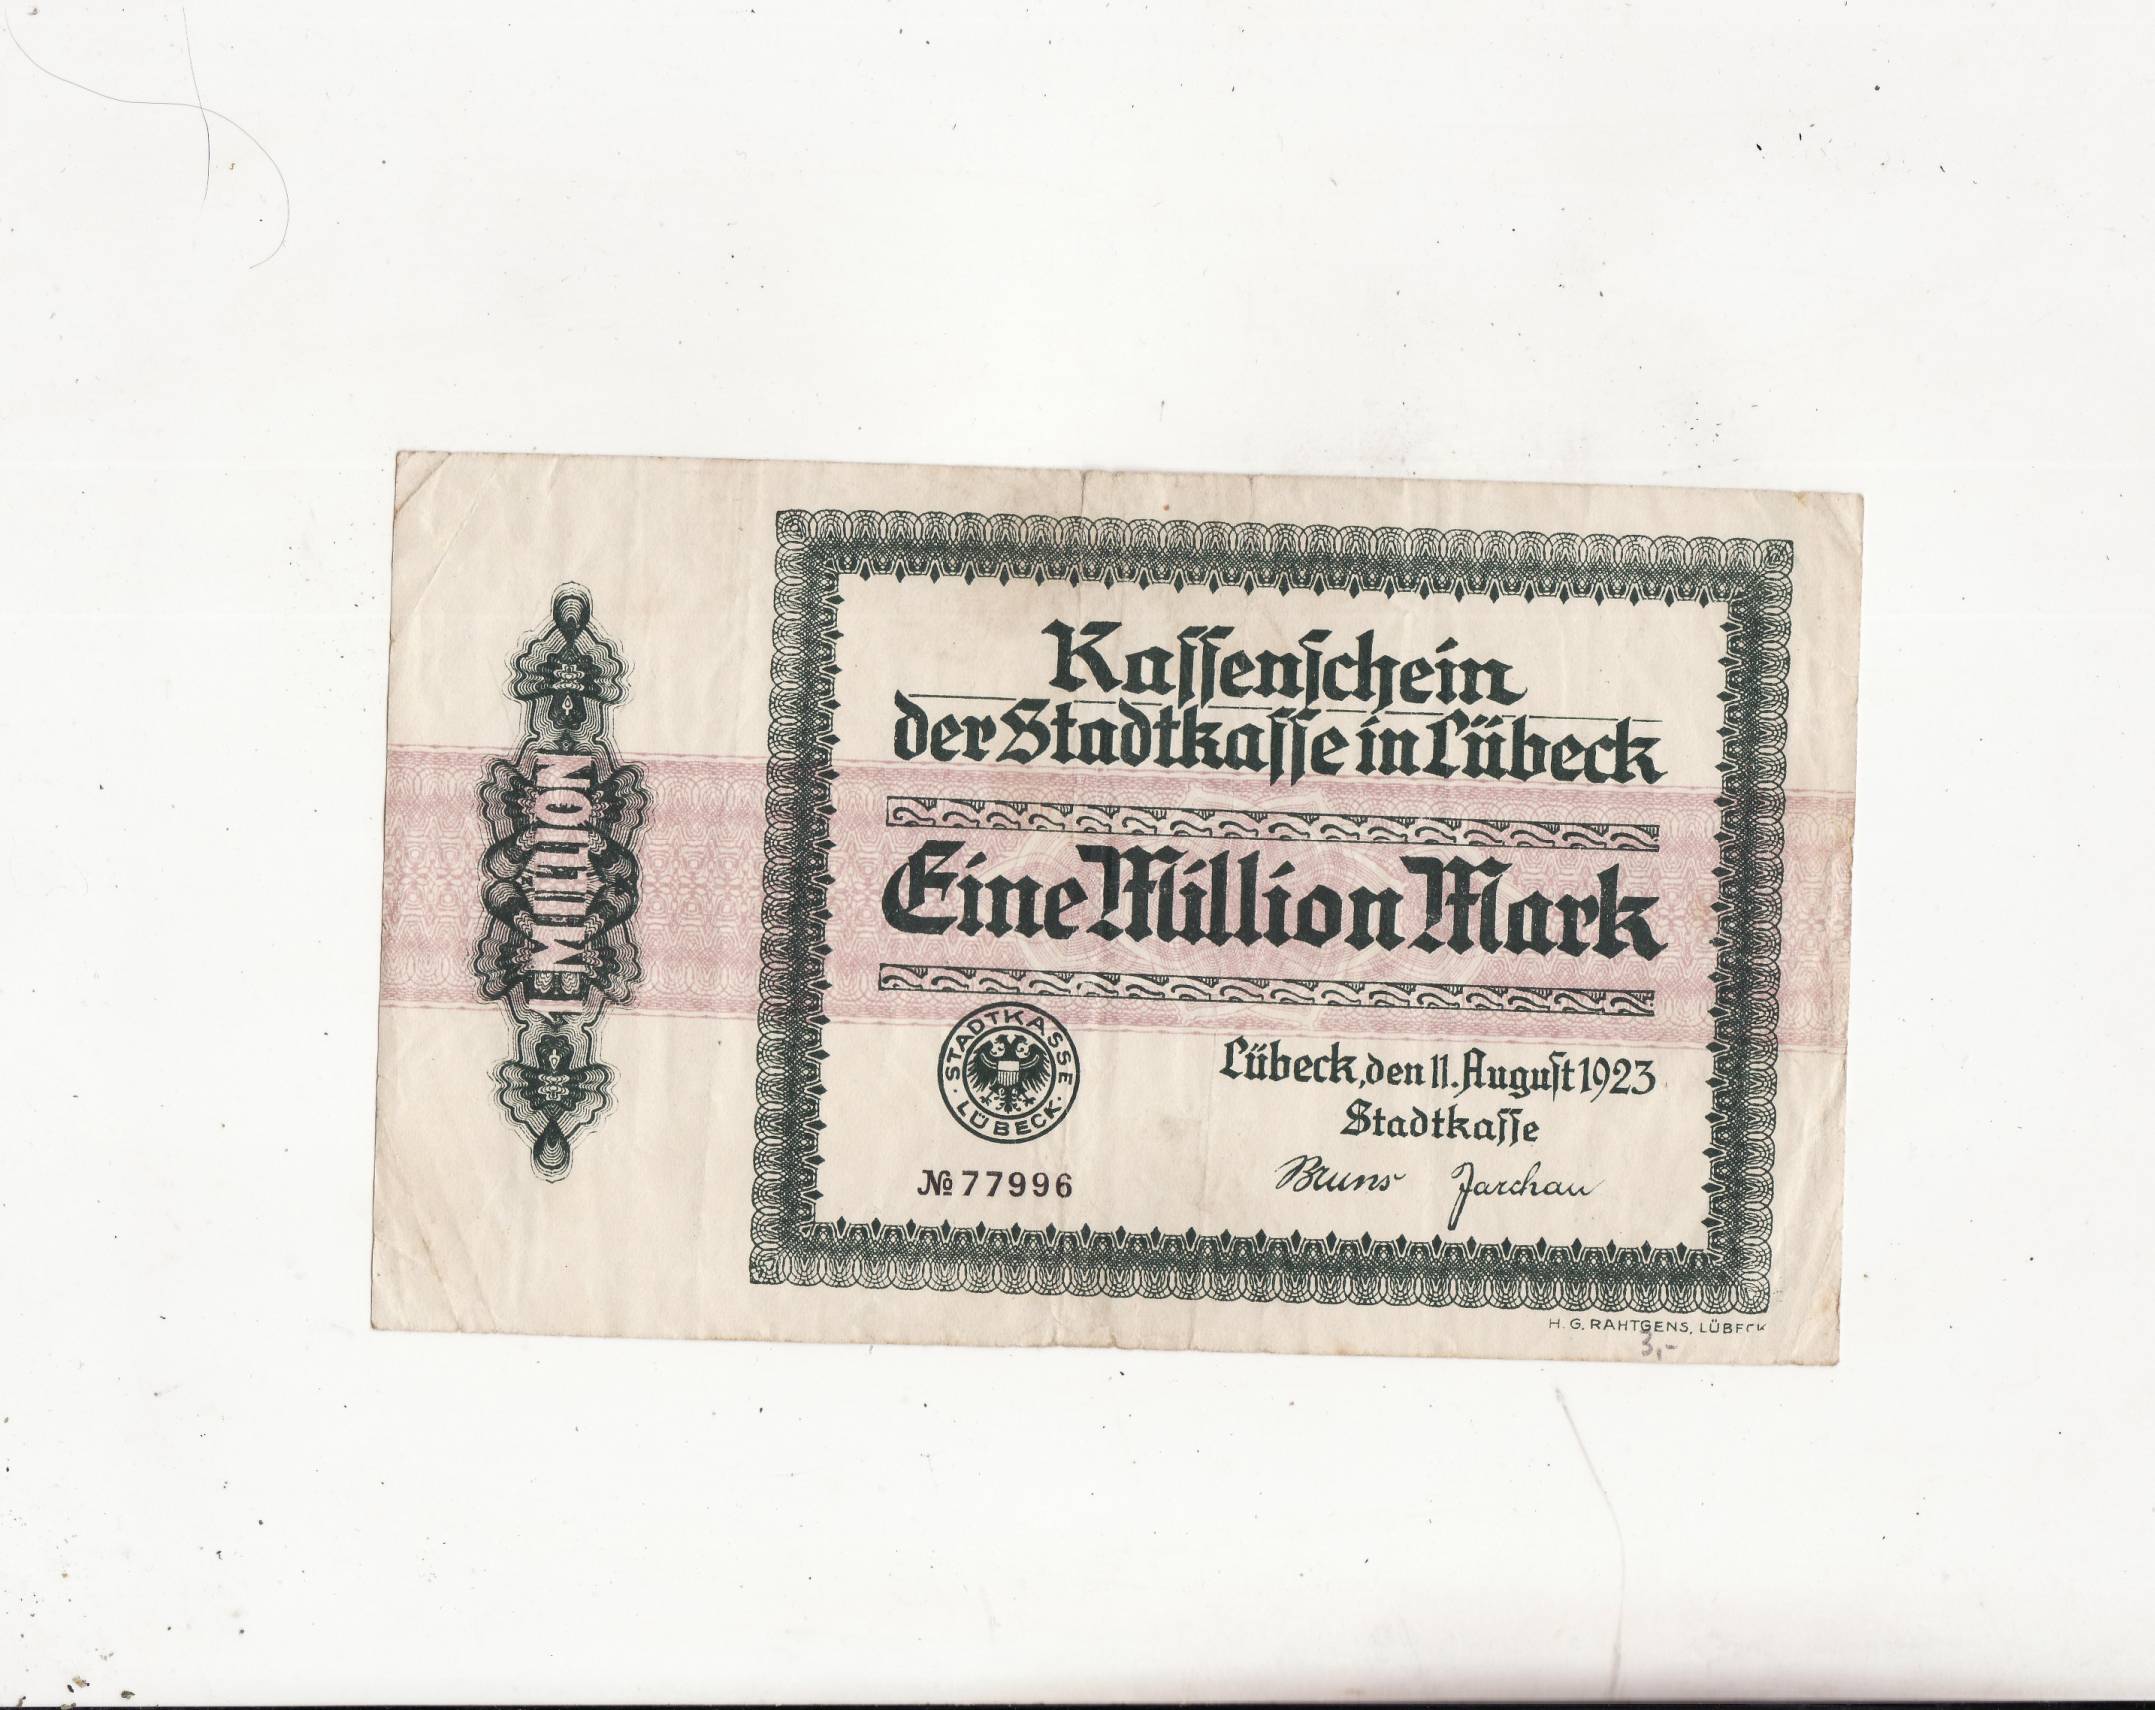 Kaſſenſchein
der Stadtkaſſe in Lübeck
Eine Million Mark
1 MILLION
STADTKASSE · LÜBECK ·
Lübeck, den 11. Auguſt 1923
Stadtkaſſe
Bruns Jarchau
№ 77996
H. G. RAHTGENS, LÜBECK
3,-